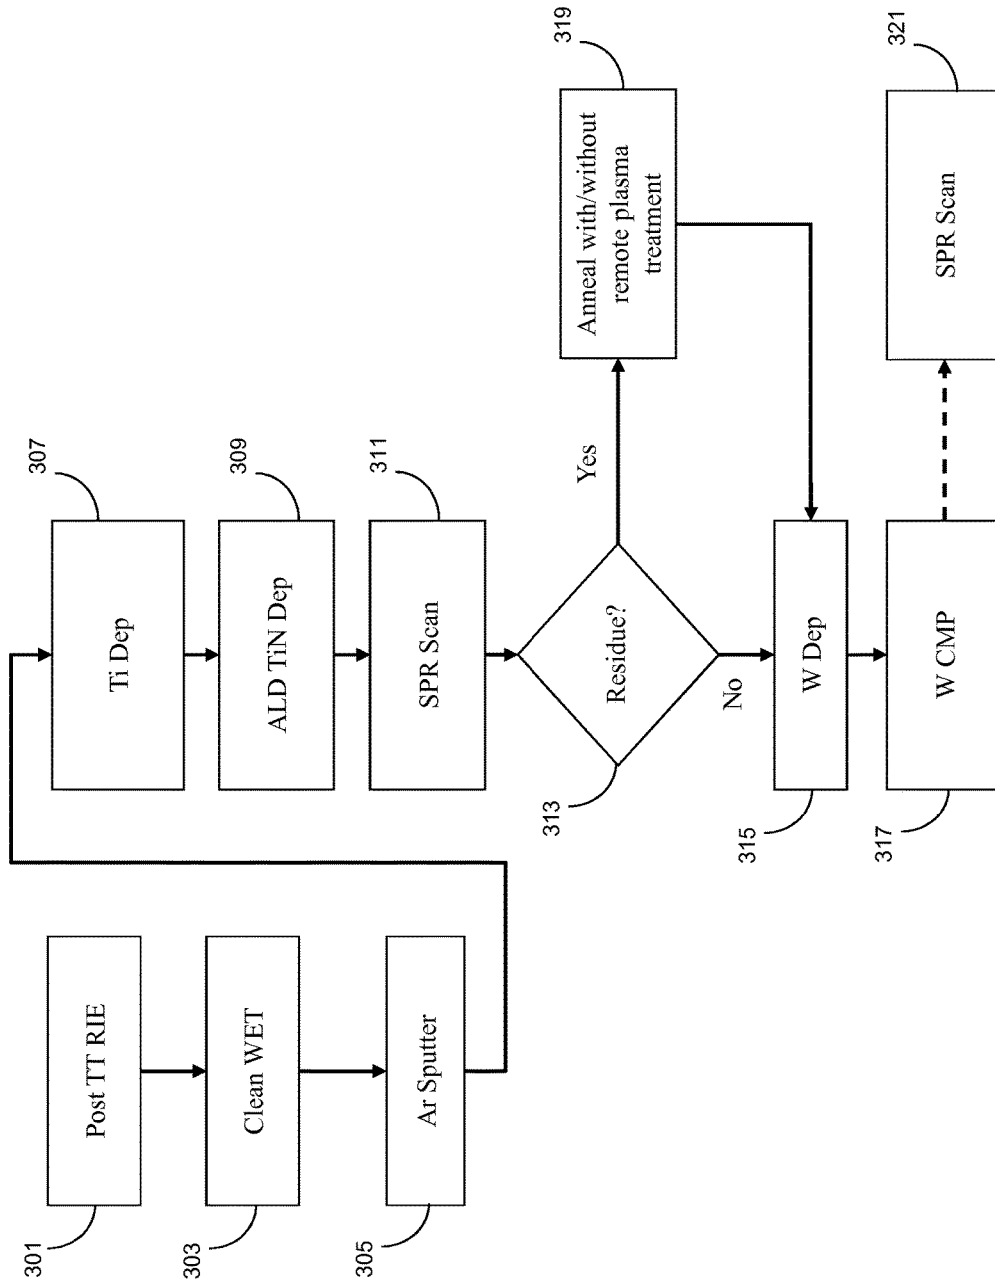 301
Post TT RIE
303
Clean WET
305
Ar Sputter
307
Ti Dep
309
ALD TiN Dep
311
SPR Scan
313
Residue?
Yes
No
319
Anneal with/without
remote plasma
treatment
315
W Dep
317
W CMP
321
SPR Scan